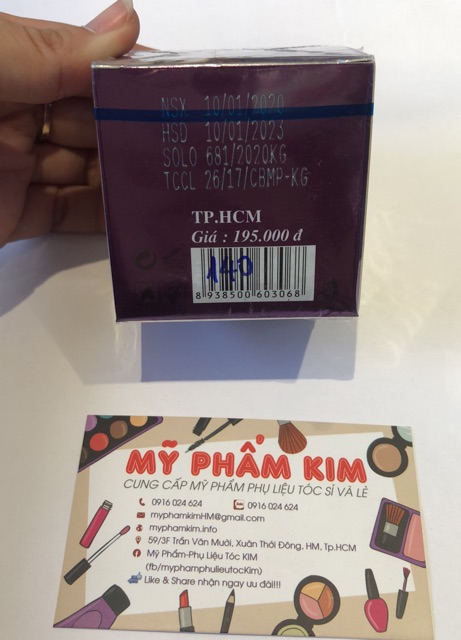 NSX 10/01/2020
HSD 10/01/2023
SOLO 681/2020KG
TCCL 26/17/CBMP-KG
TP.HCM
Giá : 195.000 đ
140
8 938500 603068
MỸ PHẨM KIM
CUNG CẤP MỸ PHẨM PHỤ LIỆU TÓC SỈ VÀ LẺ
0916 024 624 0916 024 624
myphamkimHM@gmail.com
myphamkim.info
59/3F Trần Văn Mười, Xuân Thới Đông, HM, Tp.HCM
Mỹ Phẩm-Phụ Liệu Tóc KIM
(fb/myphamphulieutocKim)
Like & Share nhận ngay ưu đãi!!!